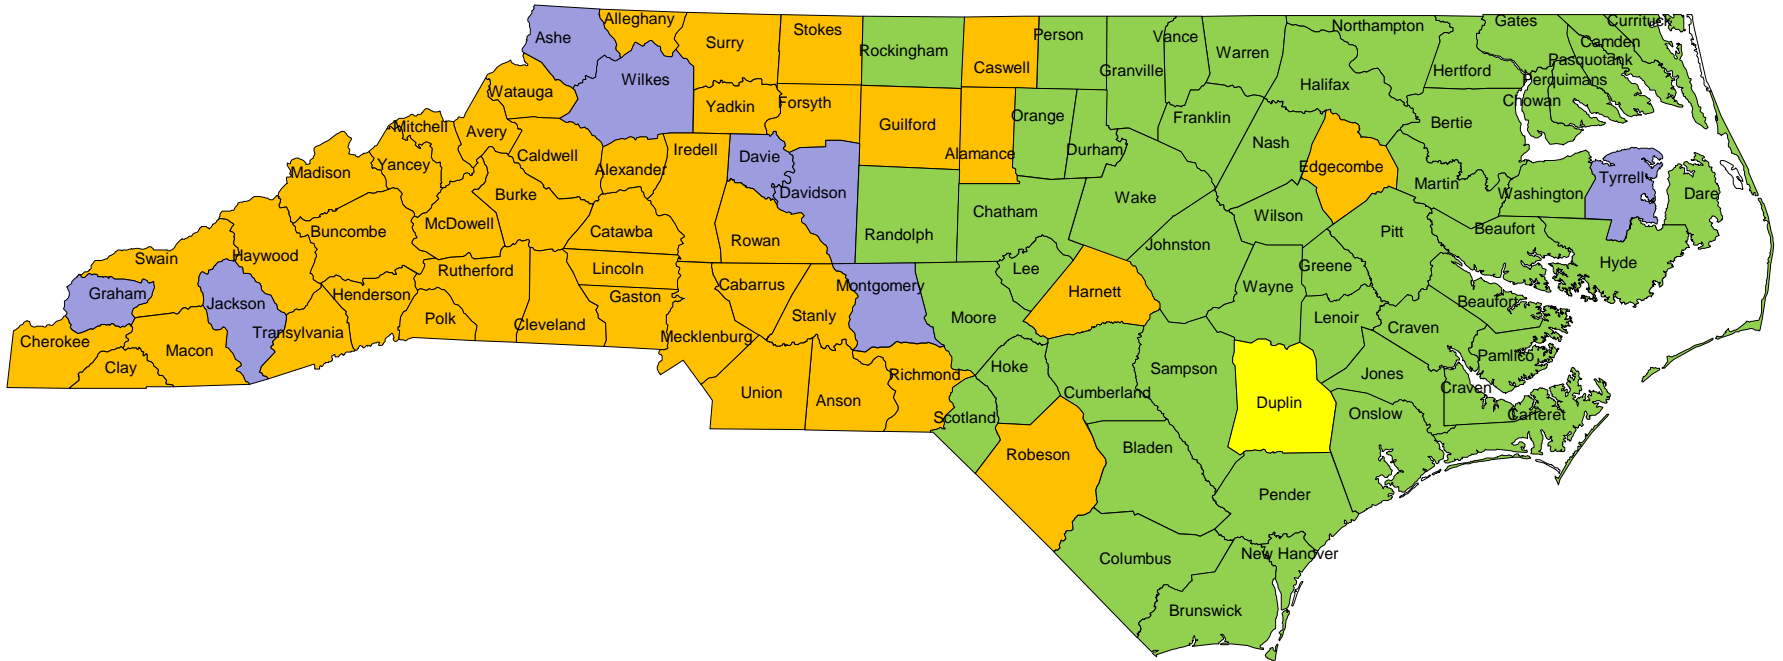 Alleghany
Ashe
Surry
Stokes
Rockingham
Caswell
Person
Vance
Granville
Warren
Northampton
Gates
Currituck
Camden
Pasquotank
Perquimans
Chowan
Hertford
Halifax
Wilkes
Watauga
Yadkin
Forsyth
Guilford
Alamance
Orange
Durham
Franklin
Nash
Edgecombe
Bertie
Martin
Washington
Tyrrell
Dare
Mitchell
Avery
Yancey
Madison
Caldwell
Alexander
Iredell
Davie
Davidson
Randolph
Chatham
Wake
Wilson
Johnston
Pitt
Beaufort
Hyde
Burke
McDowell
Buncombe
Catawba
Rowan
Swain
Haywood
Rutherford
Lincoln
Gaston
Cabarrus
Montgomery
Moore
Lee
Harnett
Wayne
Greene
Lenoir
Craven
Beaufort
Pamlico
Graham
Jackson
Henderson
Polk
Cleveland
Mecklenburg
Stanly
Cherokee
Clay
Macon
Transylvania
Union
Anson
Richmond
Scotland
Hoke
Cumberland
Sampson
Duplin
Jones
Craven
Onslow
Carteret
Robeson
Bladen
Pender
Columbus
New Hanover
Brunswick